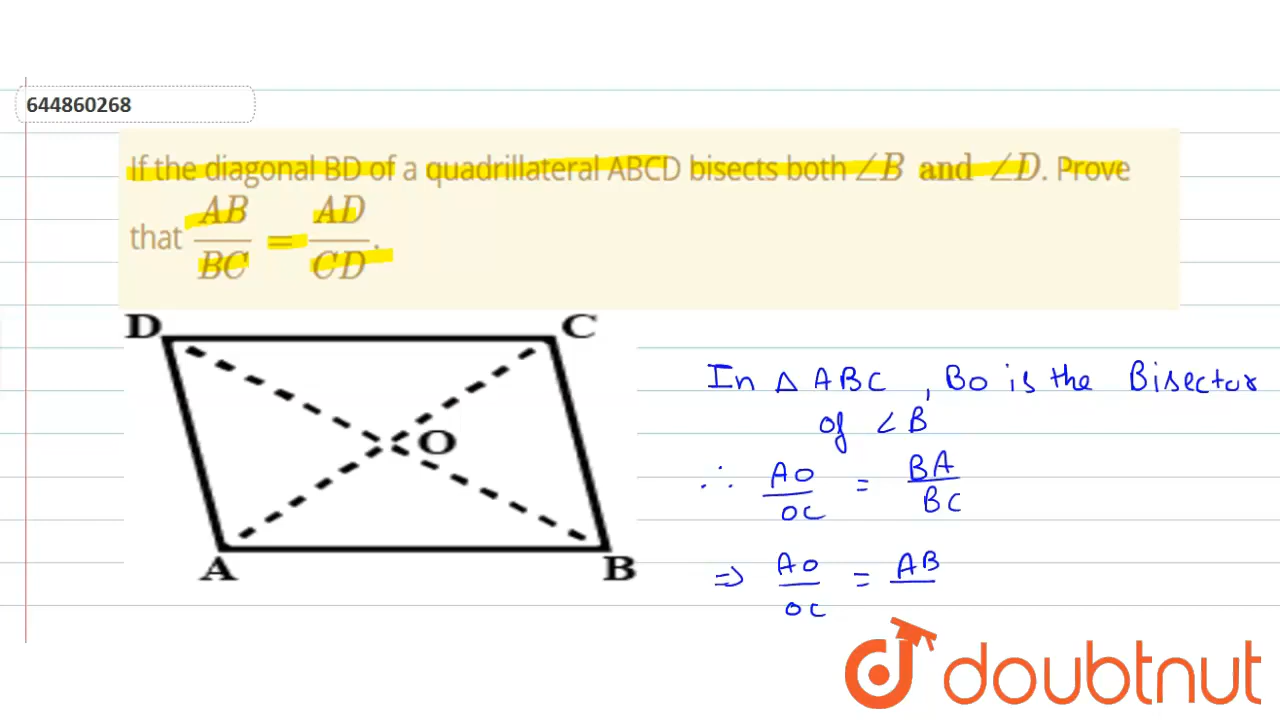 644860268
If the diagonal BD of a quadrillateral ABCD bisects both ∠B and ∠D. Prove
that AB/BC = AD/CD.
D
C
O
A
B
In △ ABC , BO is the Bisector
of ∠B
∴ AO/OC = BA/BC
⇒ AO/OC = AB/
doubtnut